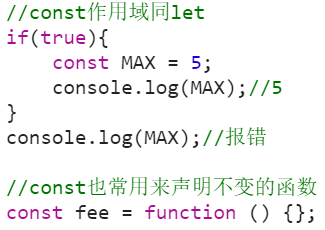 //const作用域同let
if(true){
    const MAX = 5;
    console.log(MAX);//5
}
console.log(MAX);//报错

//const也常用来声明不变的函数
const fee = function () {};